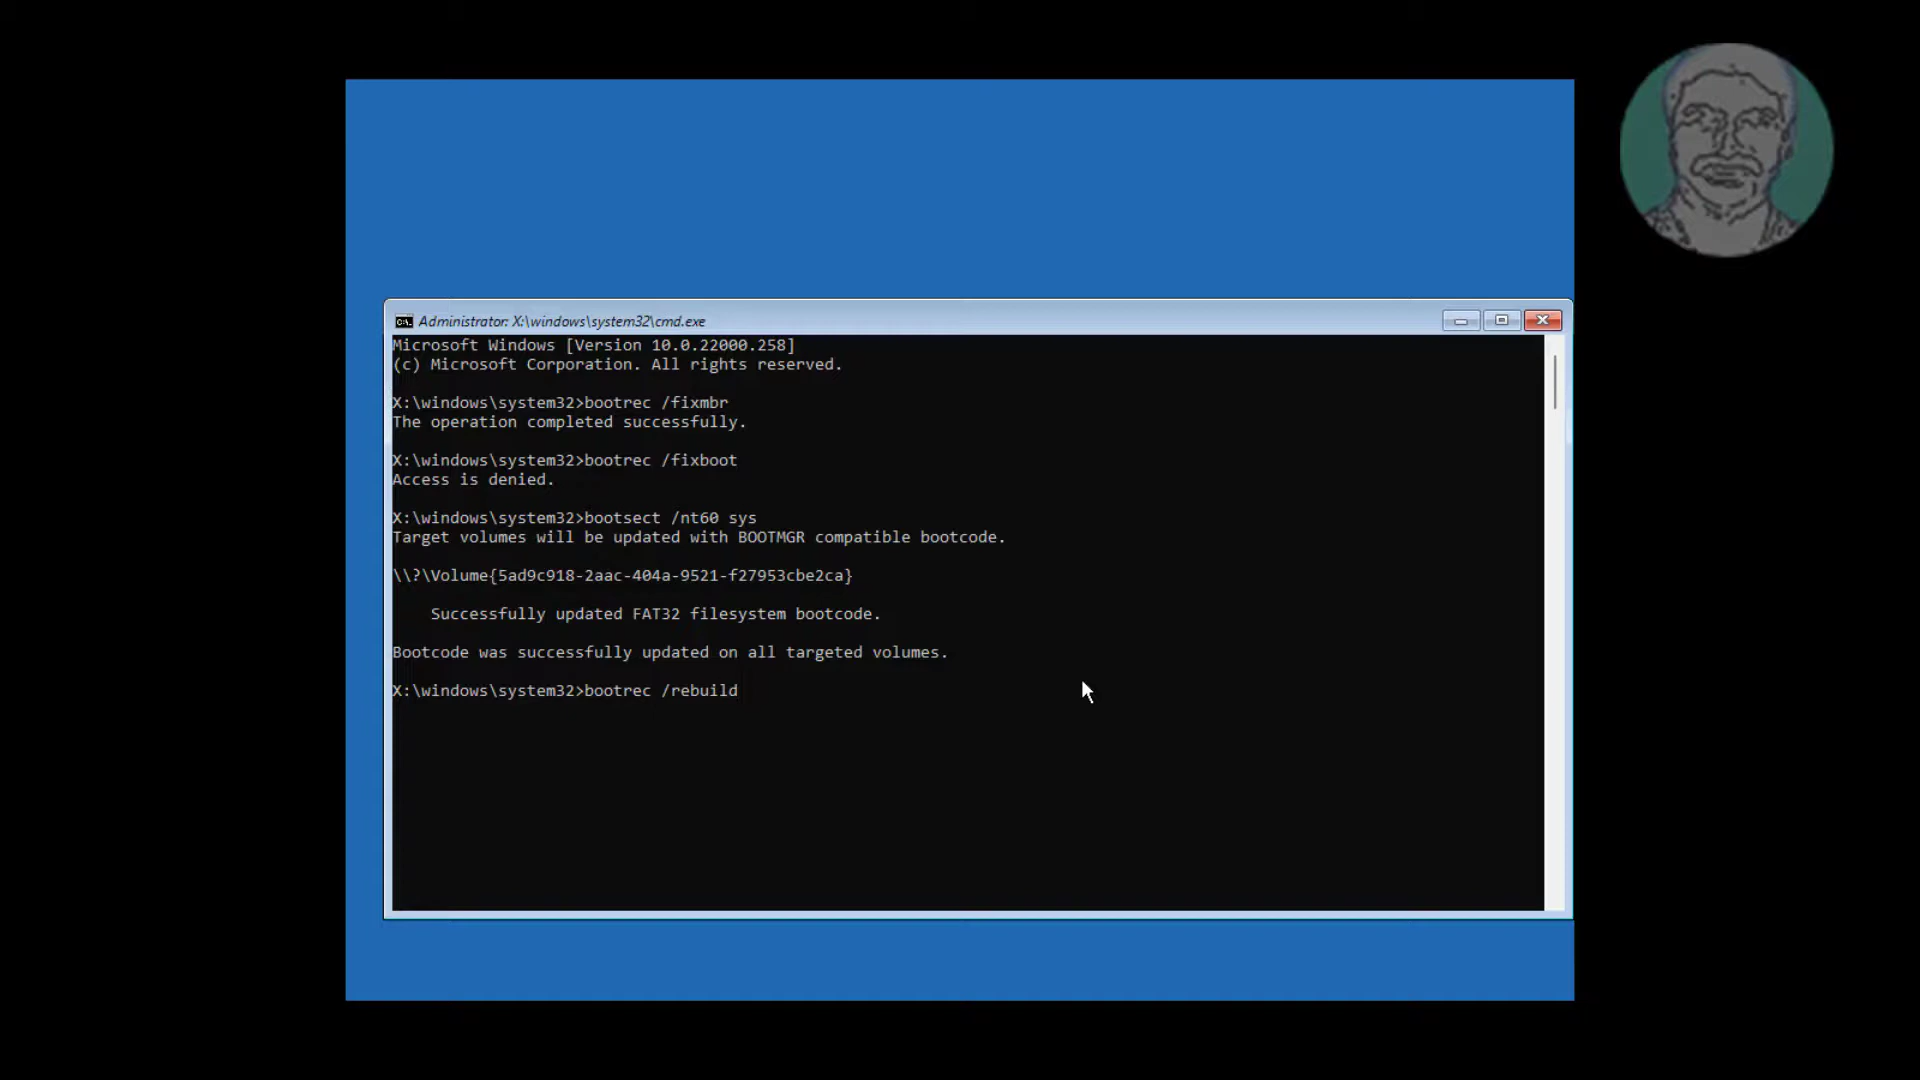 Administrator: X:\windows\system32\cmd.exe
Microsoft Windows [Version 10.0.22000.258]
(c) Microsoft Corporation. All rights reserved.
X:\windows\system32>bootrec /fixmbr
The operation completed successfully.
X:\windows\system32>bootrec /fixboot
Access is denied.
X:\windows\system32>bootsect /nt60 sys
Target volumes will be updated with BOOTMGR compatible bootcode.
\\?\Volume{5ad9c918-2aac-404a-9521-f27953cbe2ca}
Successfully updated FAT32 filesystem bootcode.
Bootcode was successfully updated on all targeted volumes.
X:\windows\system32>bootrec /rebuild